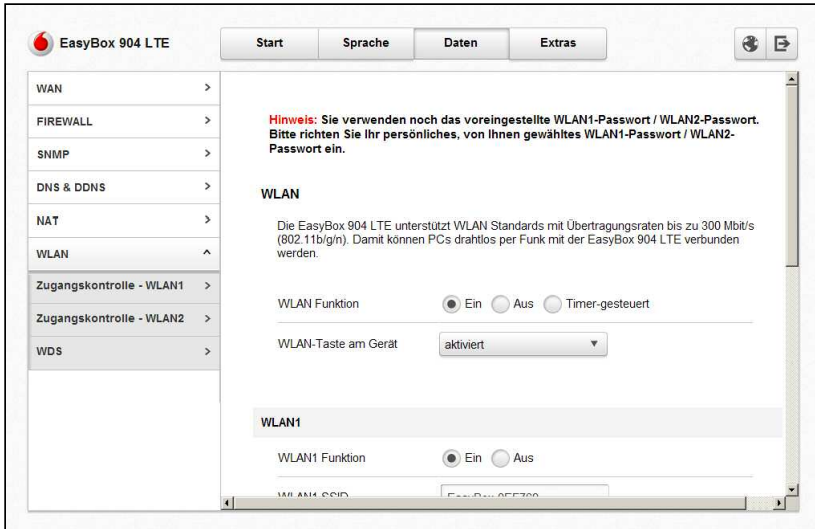 EasyBox 904 LTE
Start
Sprache
Daten
Extras
WAN
FIREWALL
SNMP
DNS & DDNS
NAT
WLAN
Zugangskontrolle - WLAN1
Zugangskontrolle - WLAN2
WDS
Hinweis: Sie verwenden noch das voreingestellte WLAN1-Passwort / WLAN2-Passwort.
Bitte richten Sie Ihr persönliches, von Ihnen gewähltes WLAN1-Passwort / WLAN2-
Passwort ein.
WLAN
Die EasyBox 904 LTE unterstützt WLAN Standards mit Übertragungsraten bis zu 300 Mbit/s
(802.11b/g/n). Damit können PCs drahtlos per Funk mit der EasyBox 904 LTE verbunden
werden.
WLAN Funktion Ein Aus Timer-gesteuert
WLAN-Taste am Gerät aktiviert
WLAN1
WLAN1 Funktion Ein Aus
WLAN1 SSID